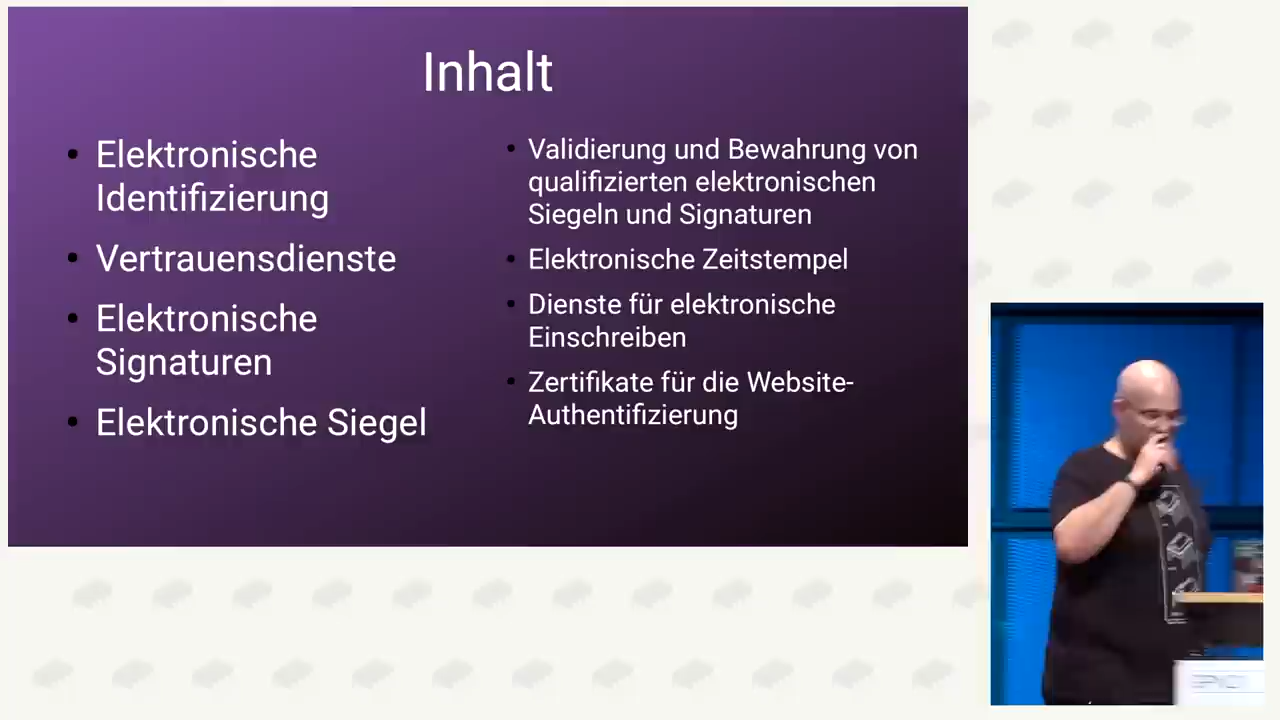 Inhalt
Elektronische
Identifizierung
Vertrauensdienste
Elektronische
Signaturen
Elektronische Siegel
Validierung und Bewahrung von
qualifizierten elektronischen
Siegeln und Signaturen
Elektronische Zeitstempel
Dienste für elektronische
Einschreiben
Zertifikate für die Website-
Authentifizierung